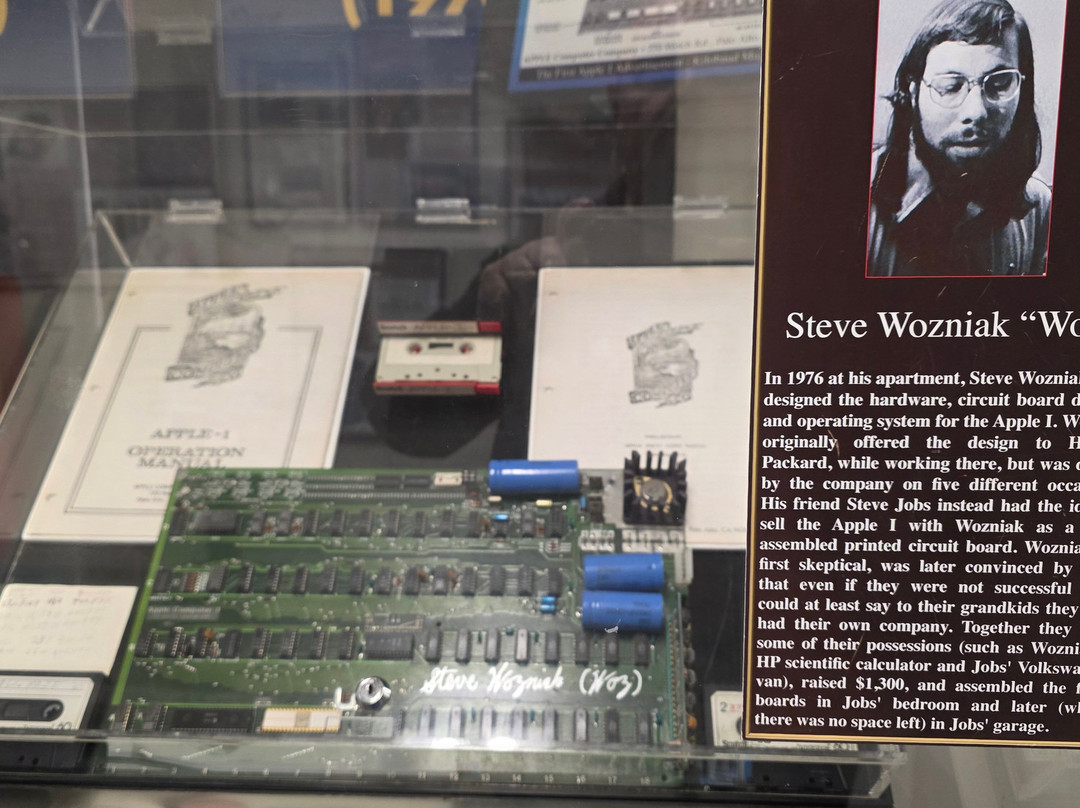 The First Apple I Advertisement
APPLE-1
OPERATION
MANUAL
Steve Wozniak (Woz)
Steve Wozniak “Wo
In 1976 at his apartment, Steve Wozniak
designed the hardware, circuit board d
and operating system for the Apple I. W
originally offered the design to H
Packard, while working there, but was d
by the company on five different occa
His friend Steve Jobs instead had the id
sell the Apple I with Wozniak as a
assembled printed circuit board. Woznia
first skeptical, was later convinced by
that even if they were not successful
could at least say to their grandkids they
had their own company. Together they
some of their possessions (such as Wozni
HP scientific calculator and Jobs' Volkswa
van), raised $1,300, and assembled the f
boards in Jobs' bedroom and later (wh
there was no space left) in Jobs' garage.